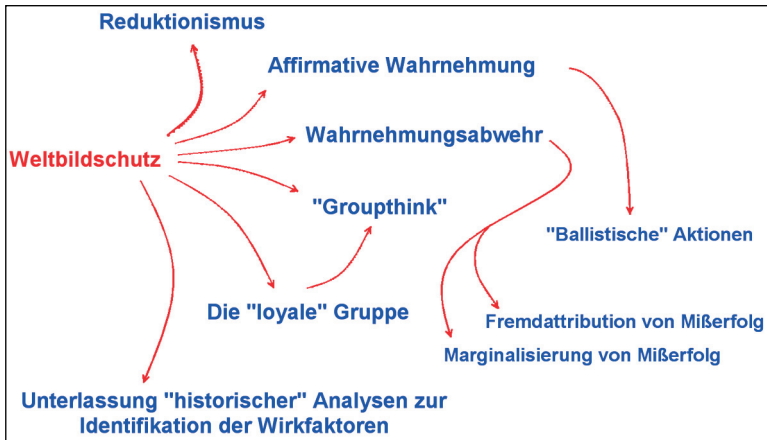 Reduktionismus
Affirmative Wahrnehmung
Wahrnehmungsabwehr
Weltbildschutz
"Groupthink"
"Ballistische" Aktionen
Die "loyale" Gruppe
Fremdattribution von Mißerfolg
Marginalisierung von Mißerfolg
Unterlassung "historischer" Analysen zur
Identifikation der Wirkfaktoren